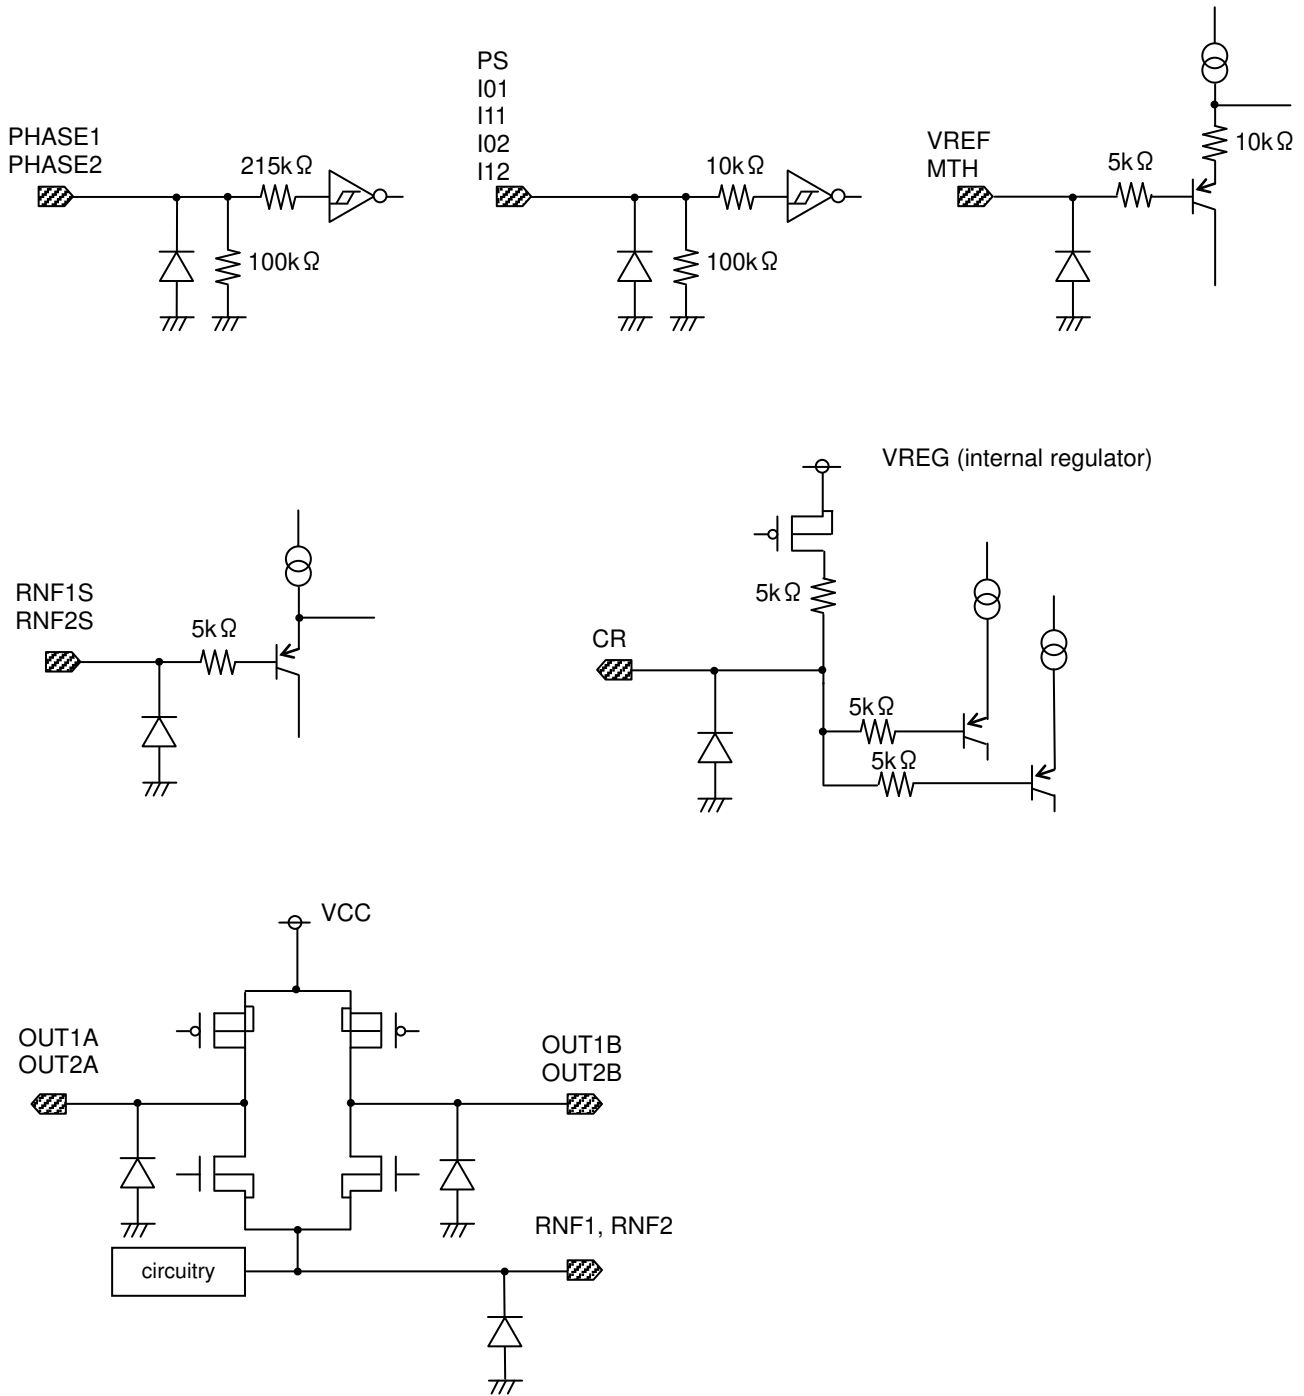 PHASE1
PHASE2
215kΩ
100kΩ
PS
I01
I11
I02
I12
10kΩ
100kΩ
VREF
MTH
5kΩ
10kΩ
RNF1S
RNF2S
5kΩ
VREG (internal regulator)
5kΩ
CR
5kΩ
5kΩ
VCC
OUT1A
OUT2A
OUT1B
OUT2B
RNF1, RNF2
circuitry